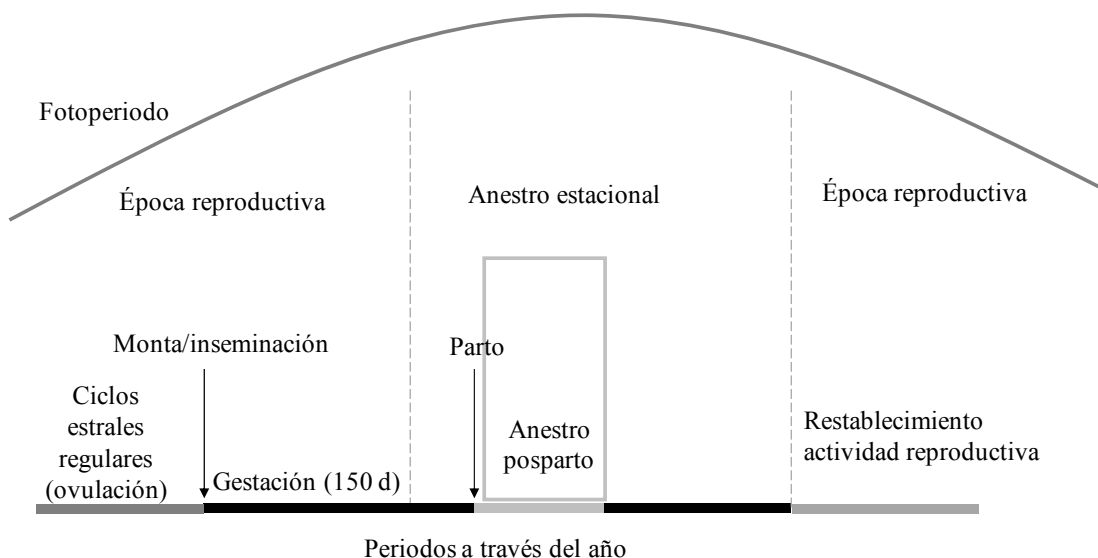 Fotoperiodo
Época reproductiva
Anestro estacional
Época reproductiva
Monta/inseminación
Parto
Ciclos
estrales
regulares
(ovulación)
Gestación (150 d)
Anestro
posparto
Restablecimiento
actividad reproductiva
Periodos a través del año